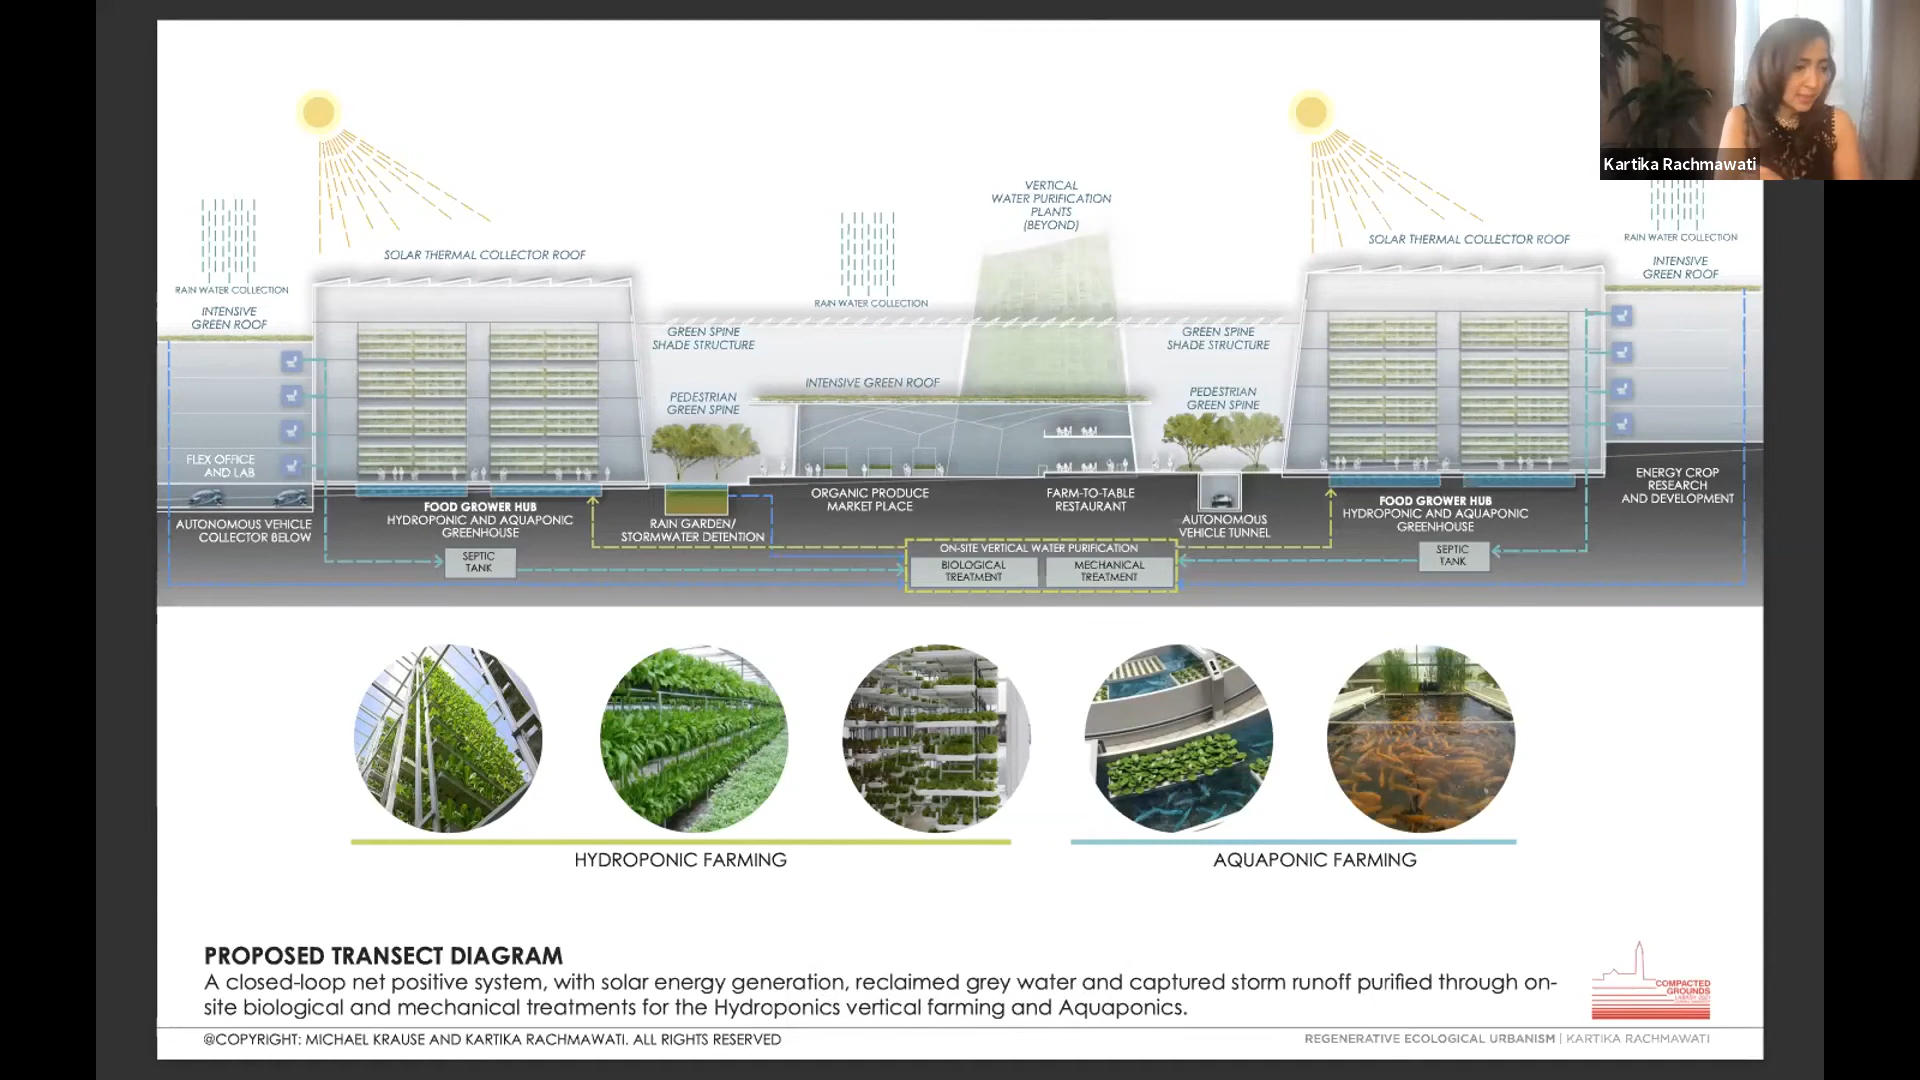 Kartika Rachmawati
VERTICAL
WATER PURIFICATION
PLANTS
(BEYOND)
SOLAR THERMAL COLLECTOR ROOF
SOLAR THERMAL COLLECTOR ROOF
RAIN WATER COLLECTION
RAIN WATER COLLECTION
RAIN WATER COLLECTION
INTENSIVE
GREEN ROOF
INTENSIVE
GREEN ROOF
GREEN SPINE
SHADE STRUCTURE
GREEN SPINE
SHADE STRUCTURE
INTENSIVE GREEN ROOF
PEDESTRIAN
GREEN SPINE
PEDESTRIAN
GREEN SPINE
FLEX OFFICE
AND LAB
AUTONOMOUS VEHICLE
COLLECTOR BELOW
FOOD GROWER HUB
HYDROPONIC AND AQUAPONIC
GREENHOUSE
RAIN GARDEN/
STORMWATER DETENTION
ORGANIC PRODUCE
MARKET PLACE
FARM-TO-TABLE
RESTAURANT
AUTONOMOUS
VEHICLE TUNNEL
FOOD GROWER HUB
HYDROPONIC AND AQUAPONIC
GREENHOUSE
ENERGY CROP
RESEARCH
AND DEVELOPMENT
SEPTIC
TANK
ON-SITE VERTICAL WATER PURIFICATION
BIOLOGICAL
TREATMENT
MECHANICAL
TREATMENT
SEPTIC
TANK
HYDROPONIC FARMING
AQUAPONIC FARMING
PROPOSED TRANSECT DIAGRAM
A closed-loop net positive system, with solar energy generation, reclaimed grey water and captured storm runoff purified through on-
site biological and mechanical treatments for the Hydroponics vertical farming and Aquaponics.
COMPACTED
GROUNDS
LABASH 2021
@COPYRIGHT: MICHAEL KRAUSE AND KARTIKA RACHMAWATI. ALL RIGHTS RESERVED
REGENERATIVE ECOLOGICAL URBANISM | KARTIKA RACHMAWATI